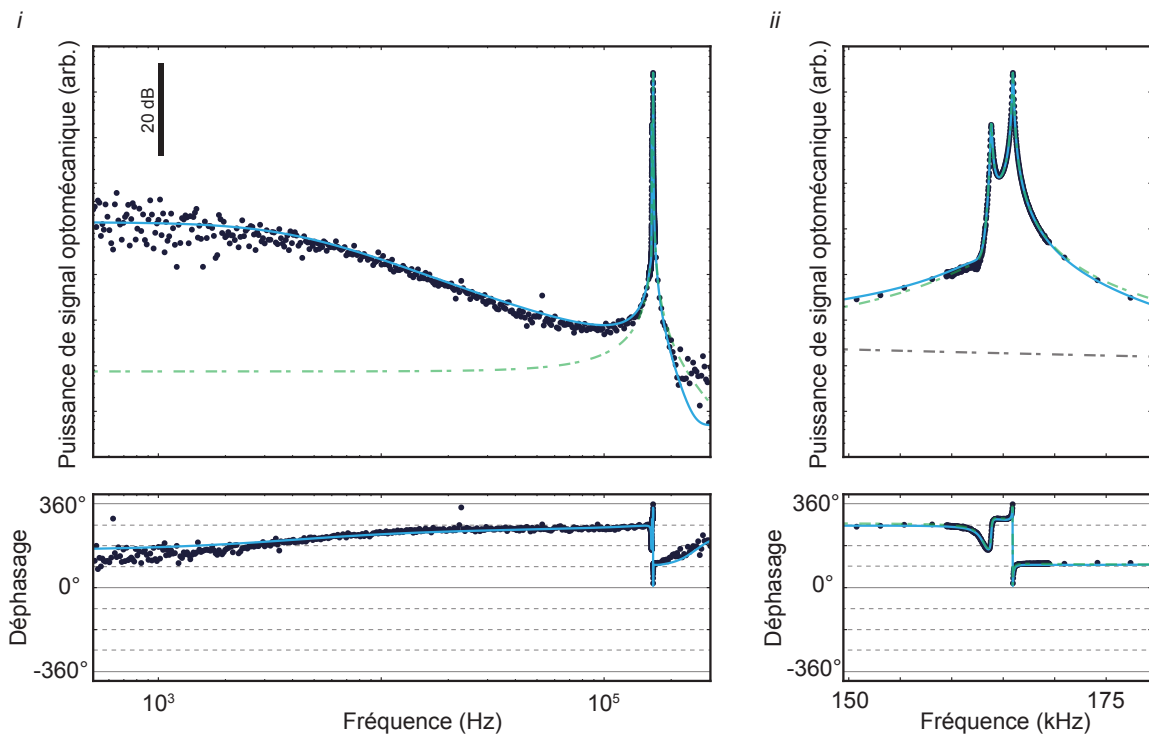 i
ii
Puissance de signal optomécanique (arb.)
20 dB
Puissance de signal optomécanique (arb.)
Déphasage
360°
0°
-360°
10³
10⁵
Fréquence (Hz)
Déphasage
360°
0°
-360°
150
175
Fréquence (kHz)